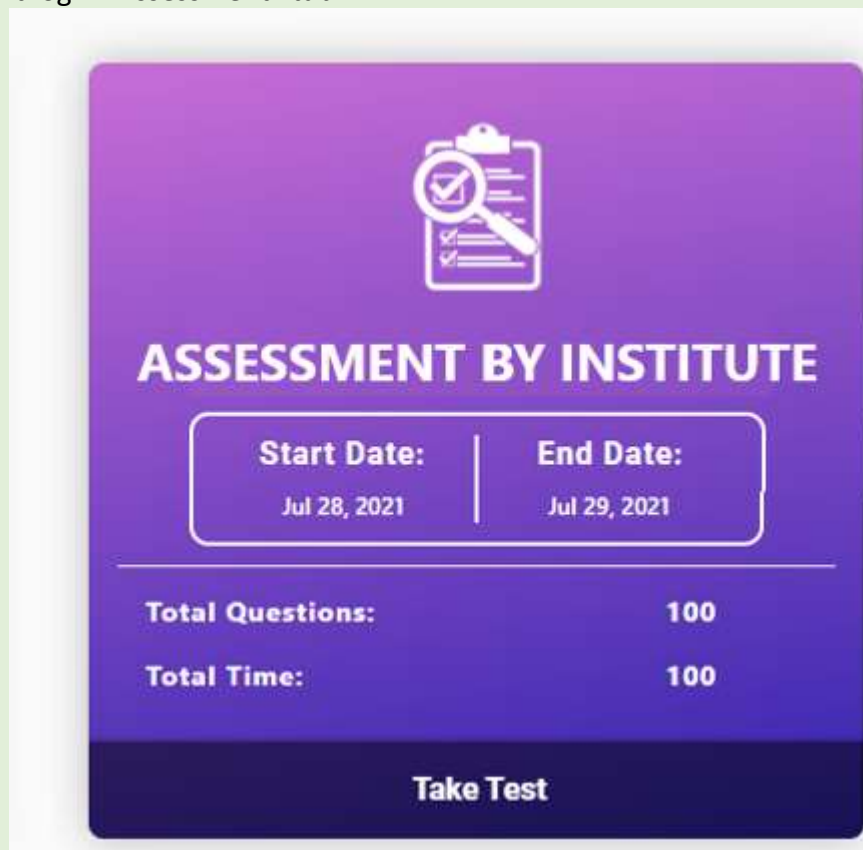 ASSESSMENT BY INSTITUTE
Start Date: End Date:
Jul 28, 2021 Jul 29, 2021
Total Questions: 100
Total Time: 100
Take Test